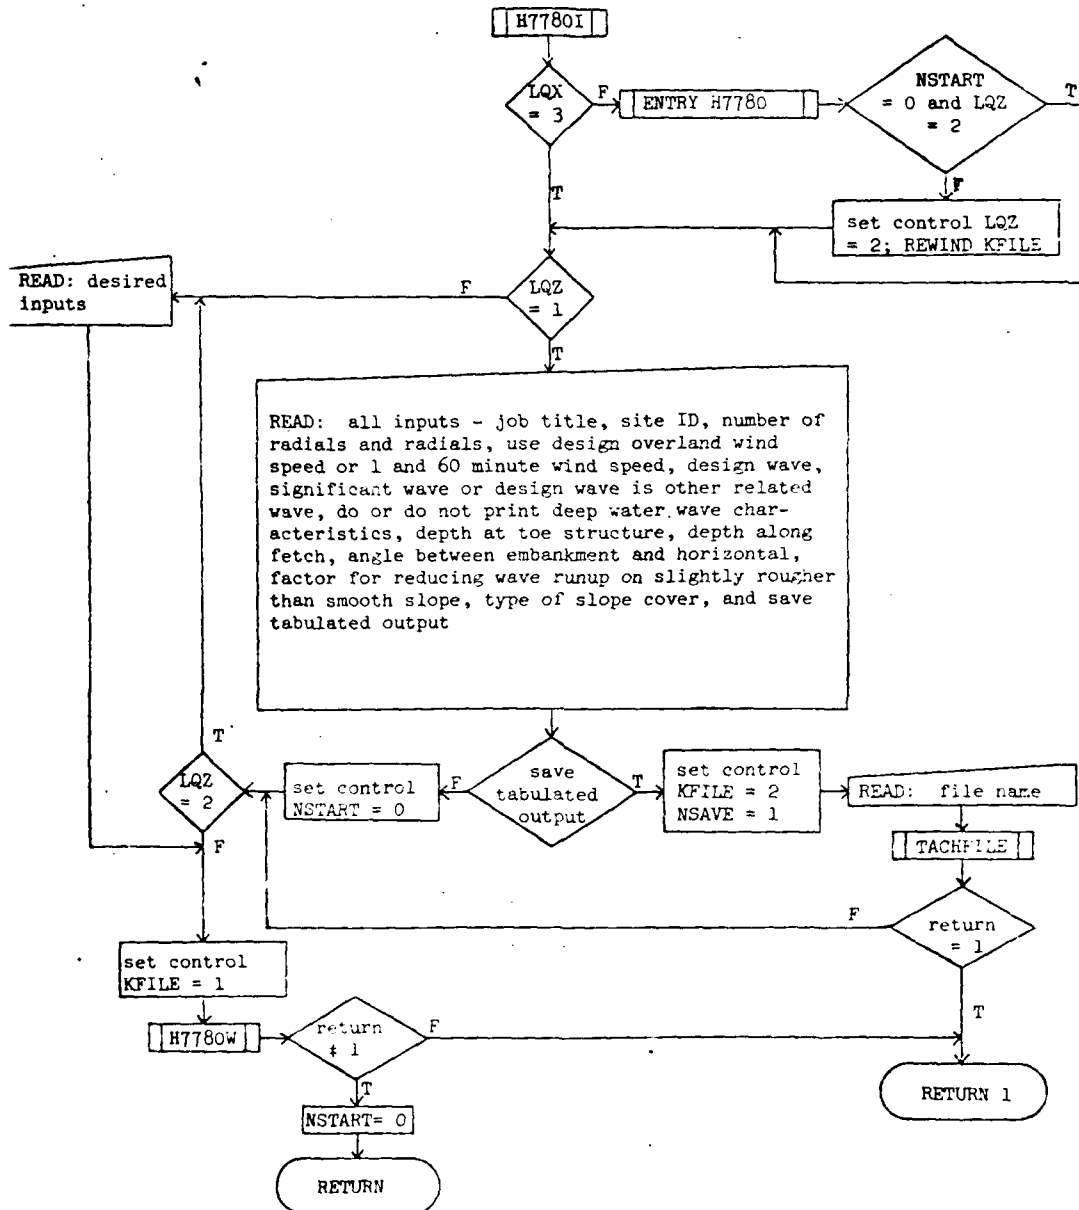 H7780I
LQX
= 3
F
ENTRY H7780
NSTART
= 0 and LQZ
= 2
T
T
F
set control LQZ
= 2; REWIND KFILE
READ: desired
inputs
F
LQZ
= 1
T
READ: all inputs - job title, site ID, number of
radials and radials, use design overland wind
speed or 1 and 60 minute wind speed, design wave,
significant wave or design wave is other related
wave, do or do not print deep water wave char-
acteristics, depth at toe structure, depth along
fetch, angle between embankment and horizontal,
factor for reducing wave runup on slightly rougher
than smooth slope, type of slope cover, and save
tabulated output
T
LQZ
= 2
F
set control
NSTART = 0
F
save
tabulated
output
T
set control
KFILE = 2
NSAVE = 1
READ: file name
TACHFILE
F
return
= 1
T
set control
KFILE = 1
H7780W
return
‡ 1
F
T
NSTART= 0
RETURN
RETURN 1